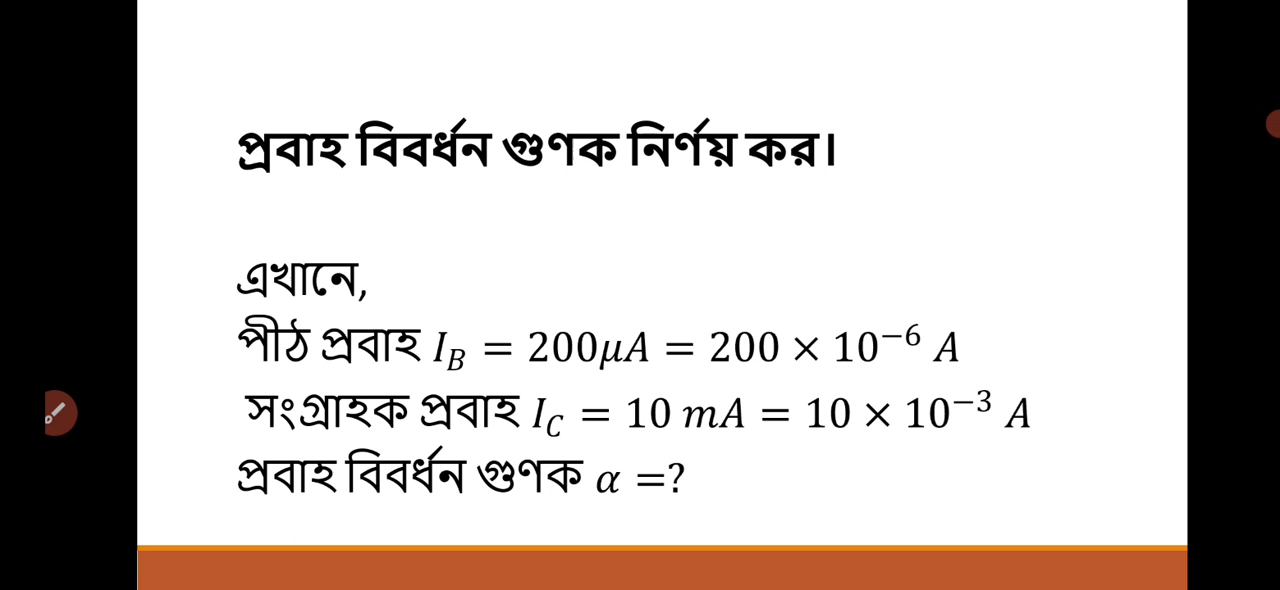 প্রবাহ বিবর্ধন গুণক নির্ণয় কর।
এখানে,
পীঠ প্রবাহ I_B = 200μA = 200 × 10⁻⁶ A
সংগ্রাহক প্রবাহ I_C = 10 mA = 10 × 10⁻³ A
প্রবাহ বিবর্ধন গুণক α =?